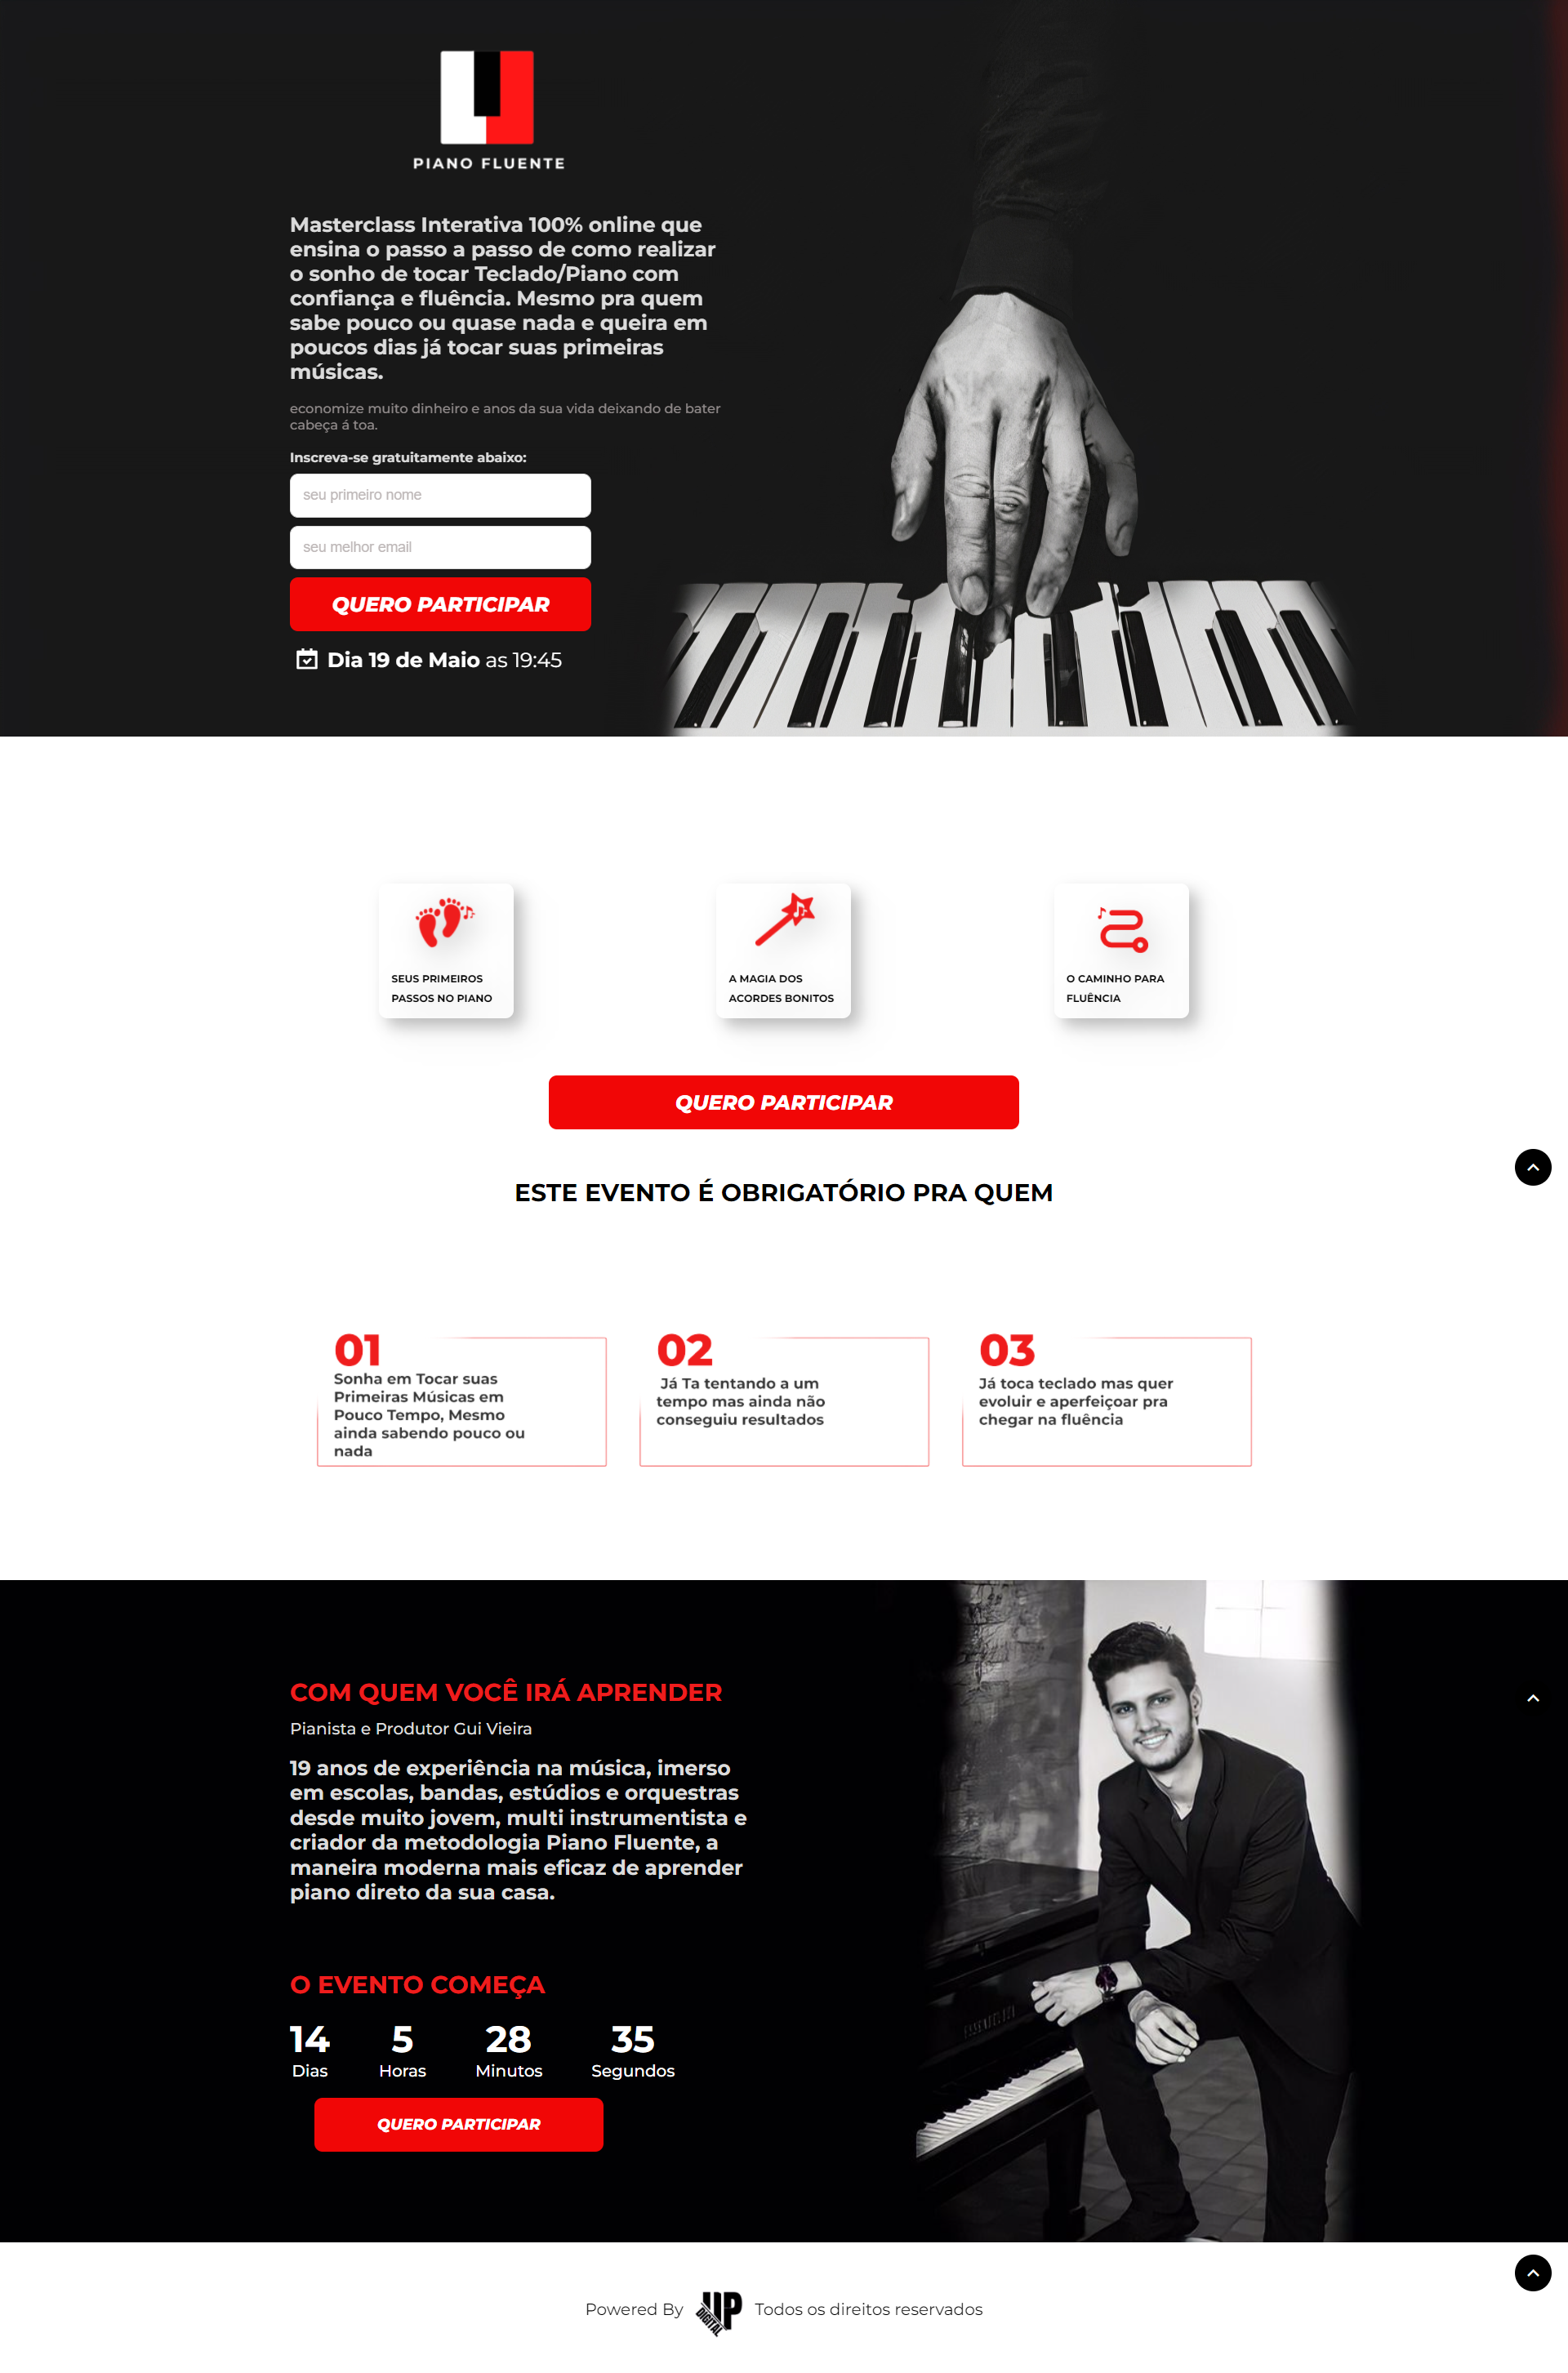 PIANO FLUENTE
Masterclass Interativa 100% online que
ensina o passo a passo de como realizar
o sonho de tocar Teclado/Piano com
confiança e fluência. Mesmo pra quem
sabe pouco ou quase nada e queira em
poucos dias já tocar suas primeiras
músicas.
economize muito dinheiro e anos da sua vida deixando de bater
cabeça á toa.
Inscreva-se gratuitamente abaixo:
seu primeiro nome
seu melhor email
QUERO PARTICIPAR
Dia 19 de Maio as 19:45
SEUS PRIMEIROS
PASSOS NO PIANO
A MAGIA DOS
ACORDES BONITOS
O CAMINHO PARA
FLUÊNCIA
QUERO PARTICIPAR
ESTE EVENTO É OBRIGATÓRIO PRA QUEM
01
Sonha em Tocar suas
Primeiras Músicas em
Pouco Tempo, Mesmo
ainda sabendo pouco ou
nada
02
Já Ta tentando a um
tempo mas ainda não
conseguiu resultados
03
Já toca teclado mas quer
evoluir e aperfeiçoar pra
chegar na fluência
COM QUEM VOCÊ IRÁ APRENDER
Pianista e Produtor Gui Vieira
19 anos de experiência na música, imerso
em escolas, bandas, estúdios e orquestras
desde muito jovem, multi instrumentista e
criador da metodologia Piano Fluente, a
maneira moderna mais eficaz de aprender
piano direto da sua casa.
O EVENTO COMEÇA
14 5 28 35
Dias Horas Minutos Segundos
QUERO PARTICIPAR
Powered By UP DIGITAL Todos os direitos reservados